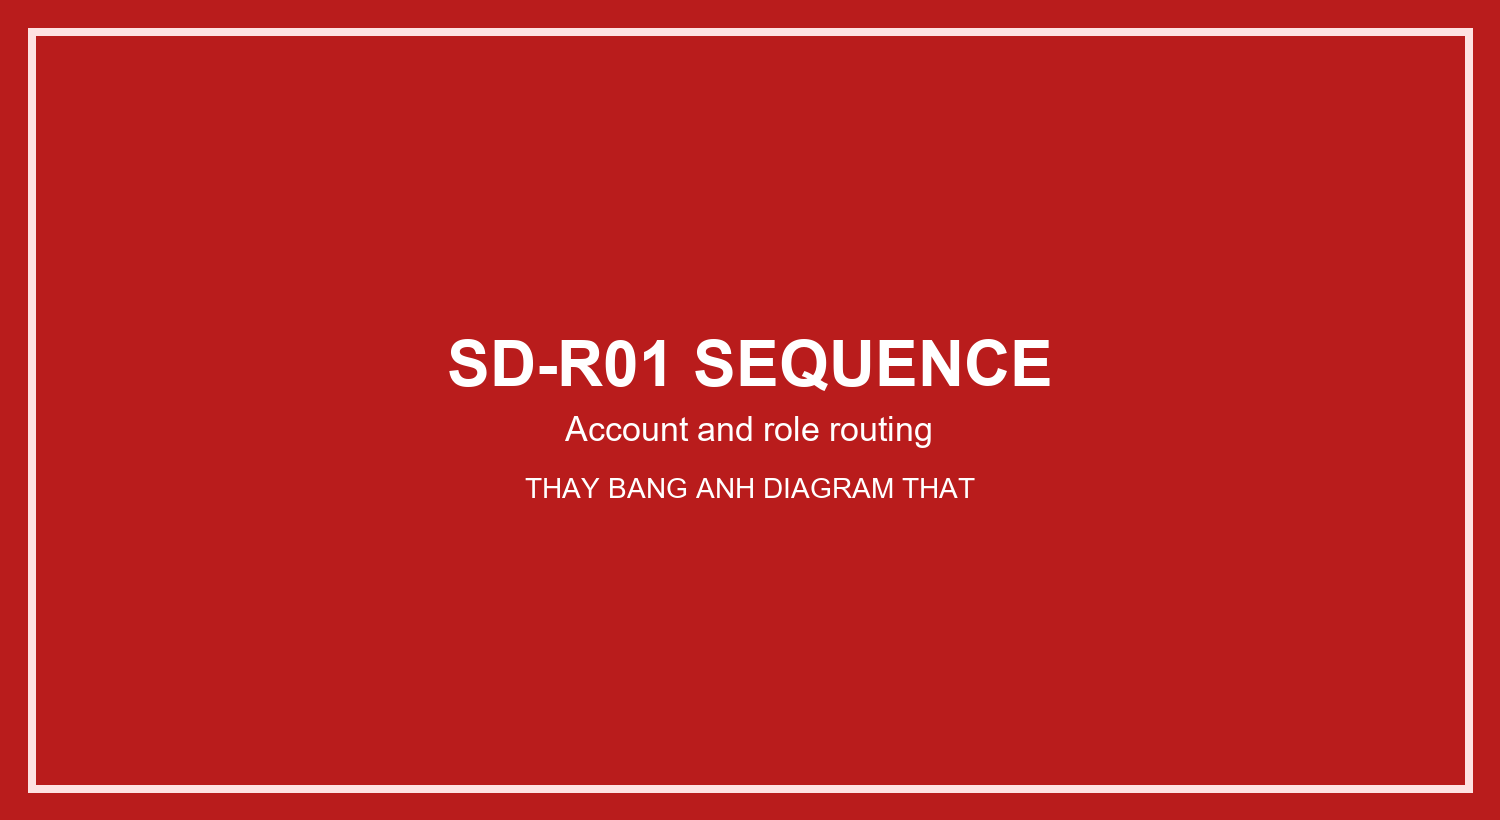 SD-R01 SEQUENCE
Account and role routing
THAY BANG ANH DIAGRAM THAT